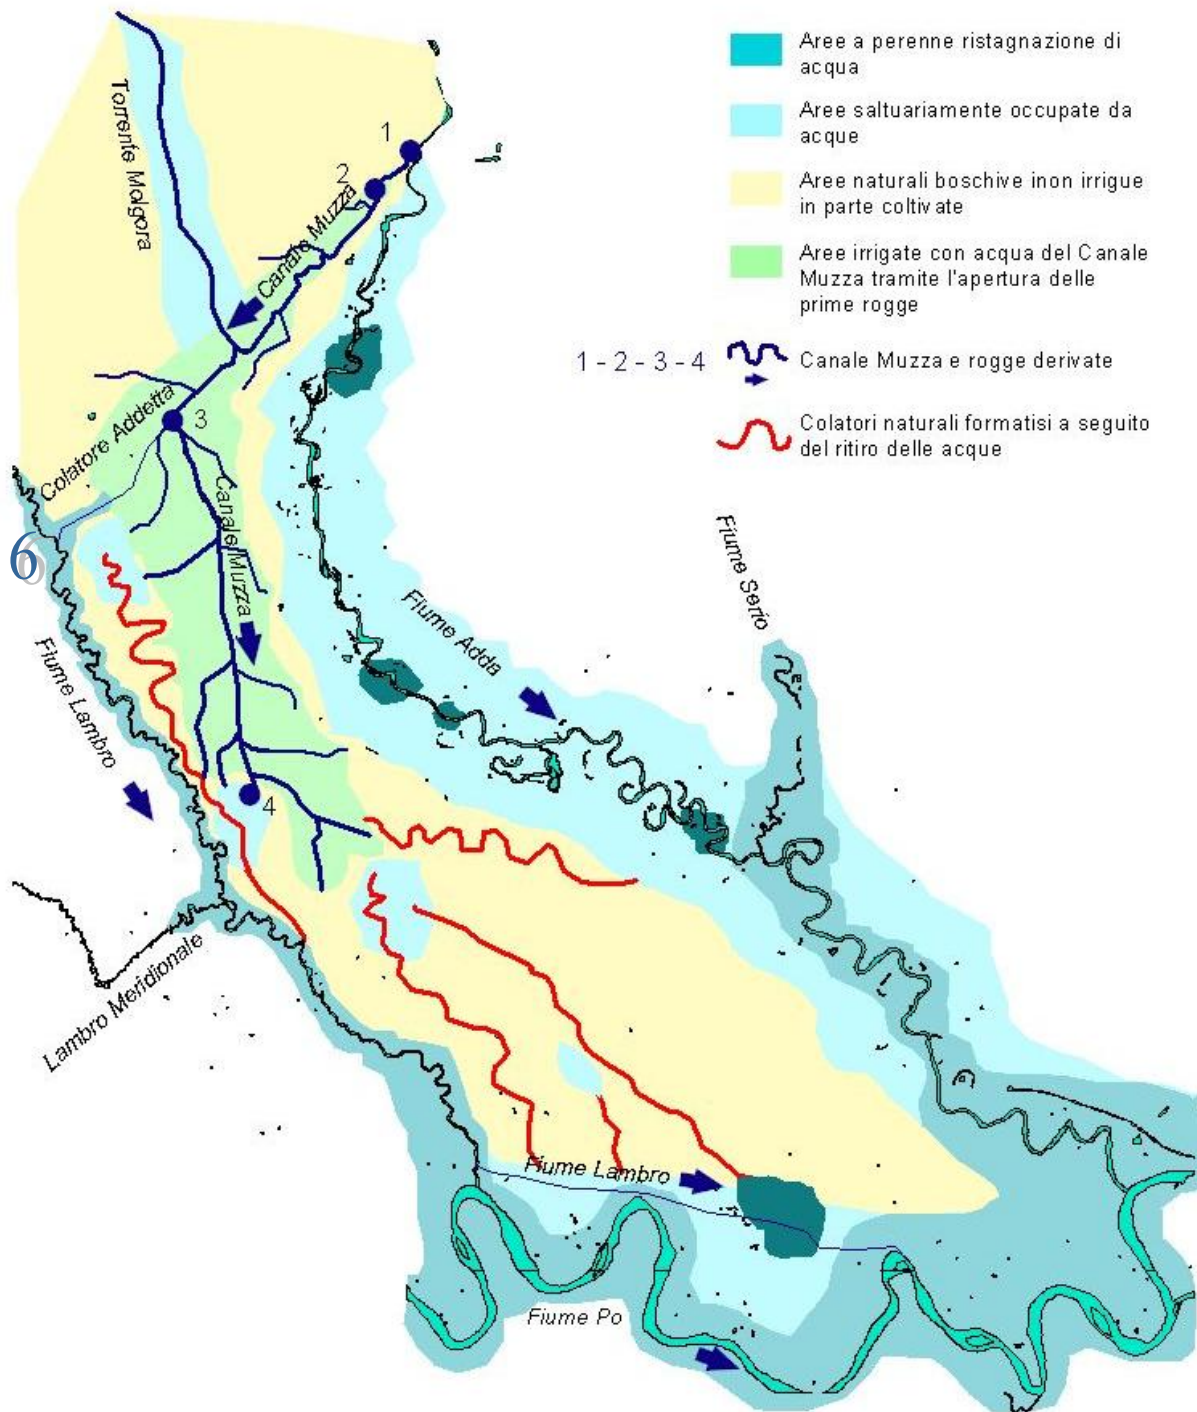 Aree a perenne ristagnazione di
acqua
Aree saltuariamente occupate da
acque
Aree naturali boschive inon irrigue
in parte coltivate
Aree irrigate con acqua del Canale
Muzza tramite l'apertura delle
prime rogge
1 - 2 - 3 - 4
Canale Muzza e rogge derivate
Colatori naturali formatisi a seguito
del ritiro delle acque
Torrente Molgora
1
2
Canale Muzza
Colatore Addetta
3
Canale Muzza
6
Fiume Lambro
Fiume Adda
Fiume Serio
4
Lambro Meridionale
Fiume Lambro
Fiume Po